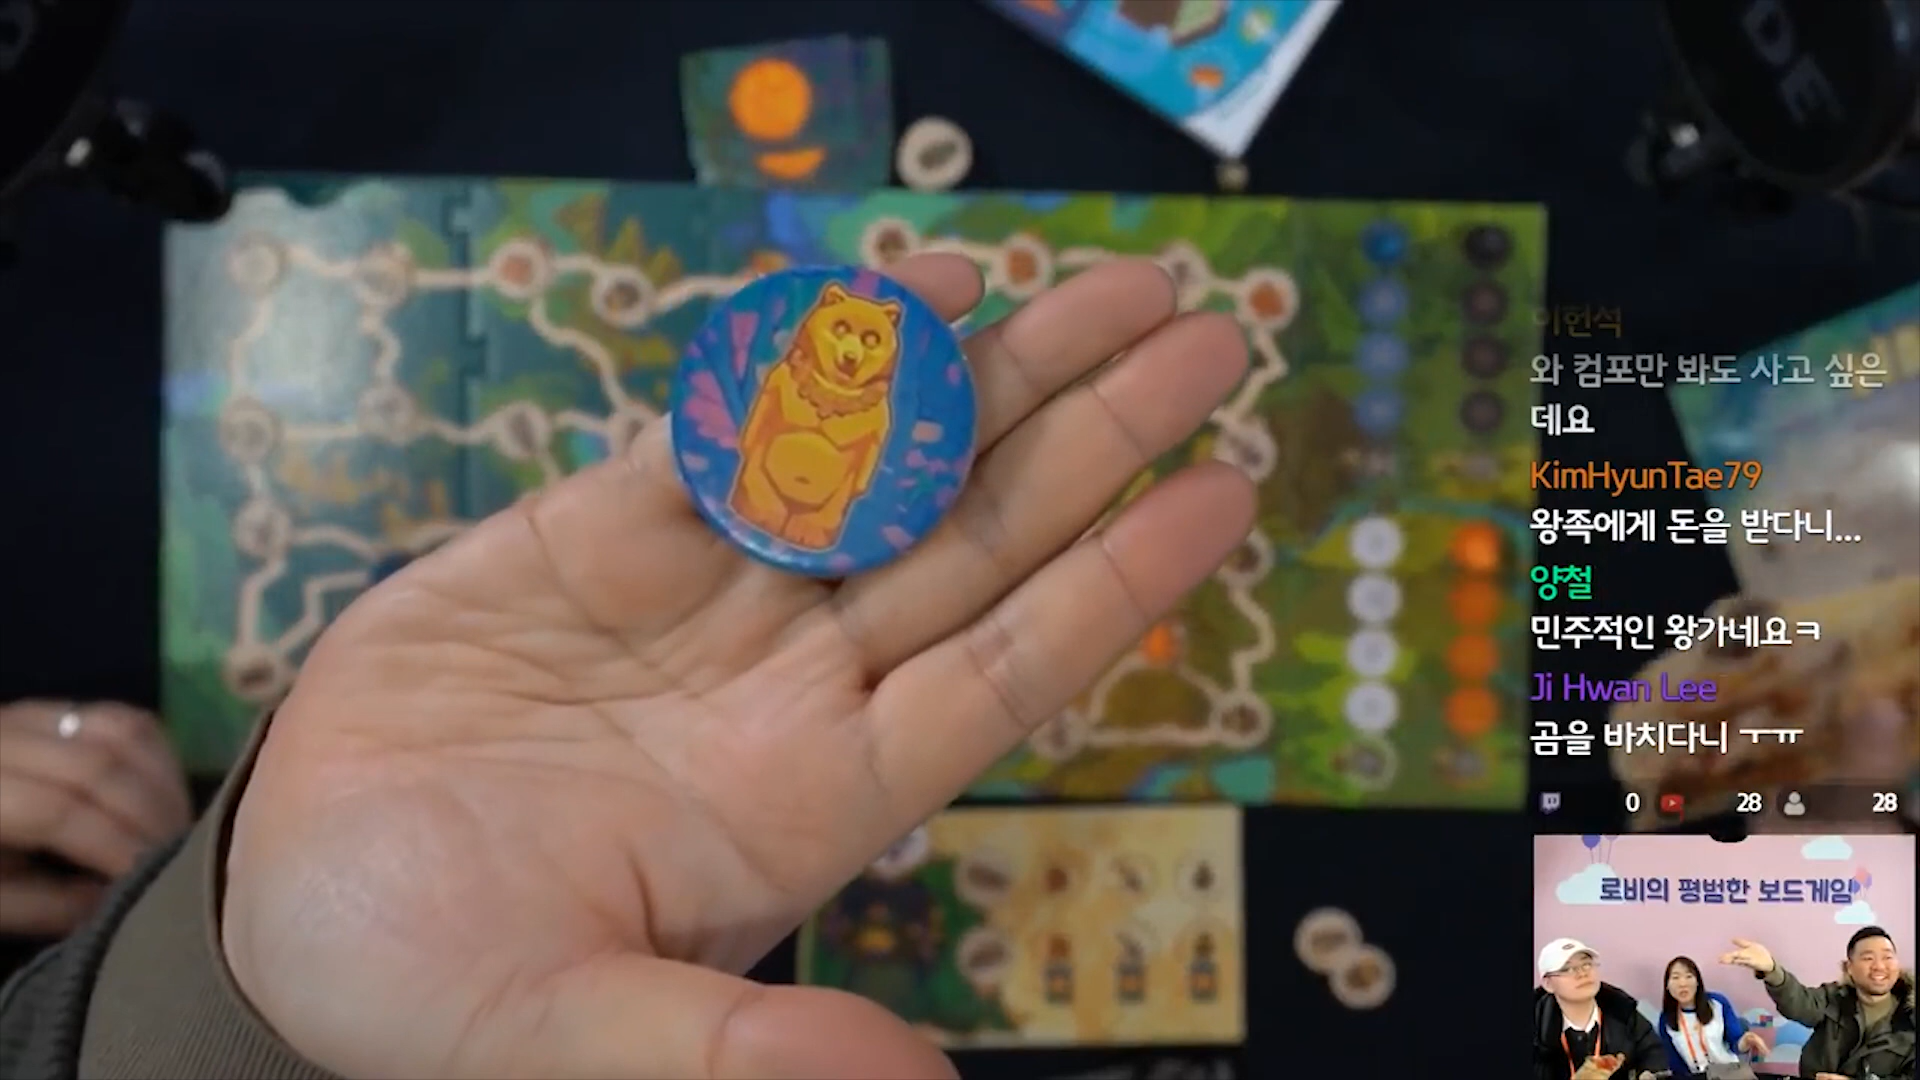 이헌석
와 컴포만 봐도 사고 싶은
데요
KimHyunTae79
왕족에게 돈을 받다니...
양철
민주적인 왕가네요ㅋ
Ji Hwan Lee
곰을 바치다니 ㅜㅠ
0 28 28
로비의 평범한 보드게임